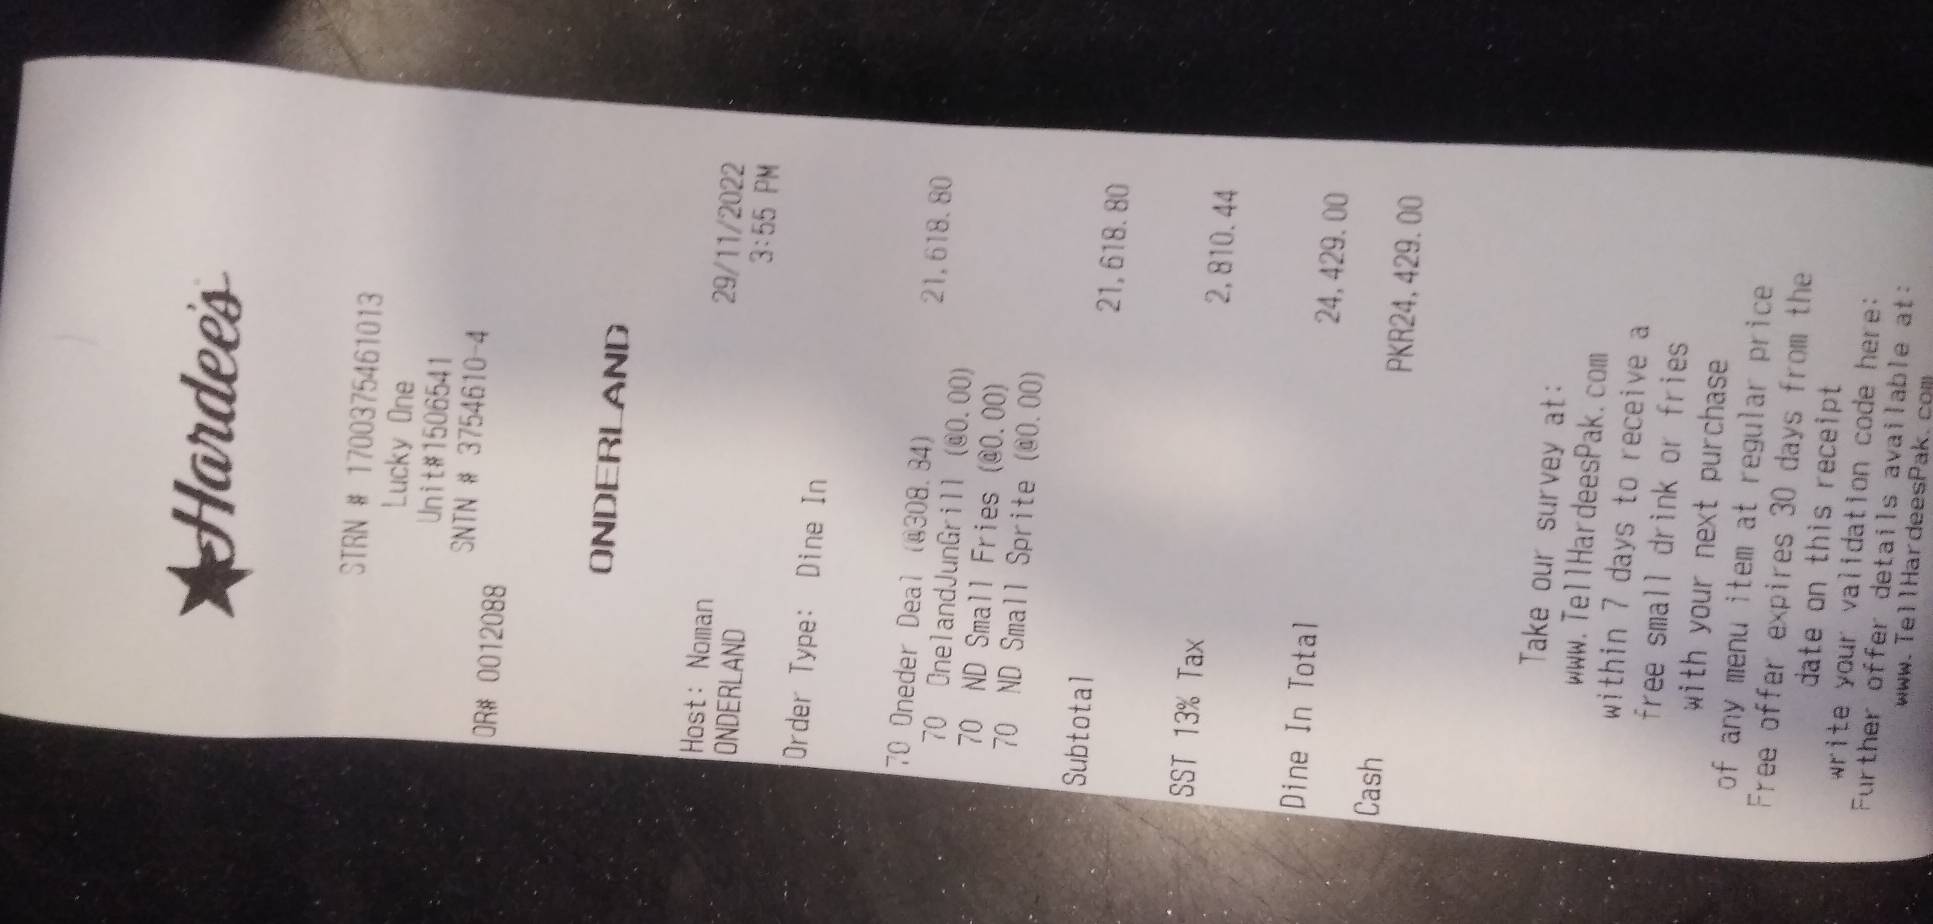 Hardee's
STRN # 1700375461013
Lucky One
Unit#1506541
SNTN # 3754610-4
OR# 0012088
ONDERLAND
Host: Noman 29/11/2022
ONDERLAND 3:55 PM
Order Type: Dine In
70 Oneder Deal (@308.84) 21,618.80
70 OnelandJunGrill (@0.00)
70 ND Small Fries (@0.00)
70 ND Small Sprite (@0.00)
Subtotal 21,618.80
SST 13% Tax 2,810.44
Dine In Total 24,429.00
Cash PKR24,429.00
Take our survey at:
www.TellHardeesPak.com
within 7 days to receive a
free small drink or fries
with your next purchase
of any menu item at regular price
Free offer expires 30 days from the
date on this receipt
write your validation code here:
Further offer details available at:
www.TellHardeesPak.com